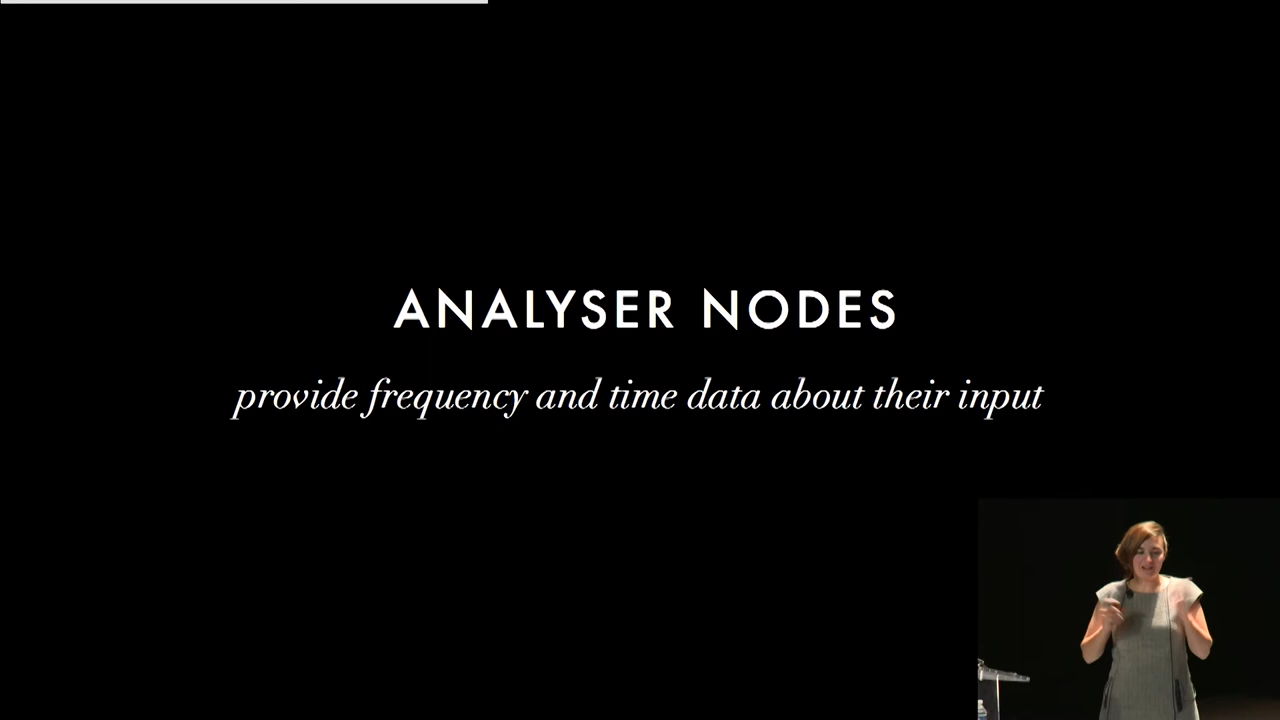 ANALYSER NODES
provide frequency and time data about their input